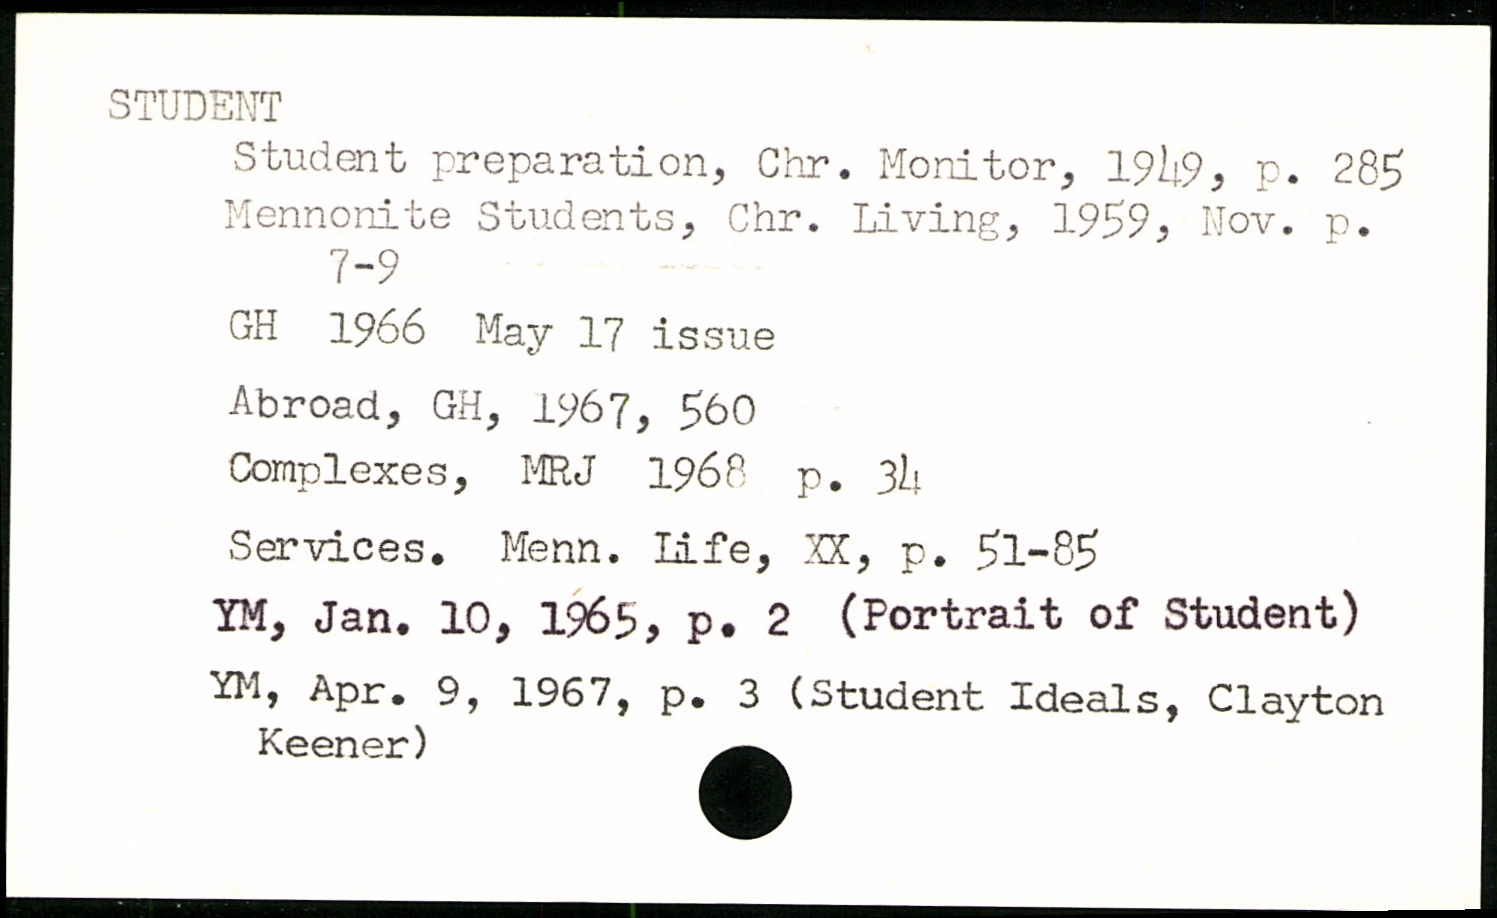 STUDENT
Student preparation, Chr. Monitor, 1949, p. 285
Mennonite Students, Chr. Living, 1959, Nov. p.
7-9
GH 1966 May 17 issue
Abroad, GH, 1967, 560
Complexes, MRJ 1968 p. 34
Services. Menn. Life, XX, p. 51-85
YM, Jan. 10, 1965, p. 2 (Portrait of Student)
YM, Apr. 9, 1967, p. 3 (Student Ideals, Clayton
Keener)